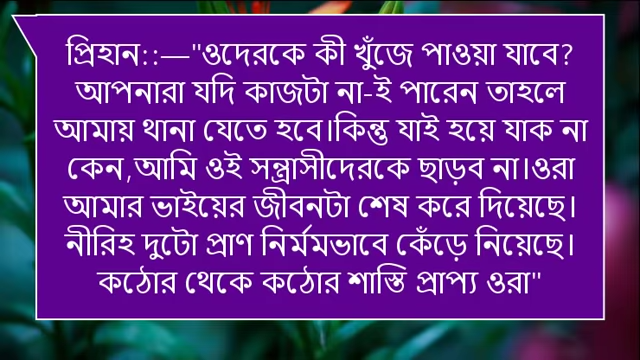 প্রিহান::—"ওদেরকে কী খুঁজে পাওয়া যাবে?
আপনারা যদি কাজটা না-ই পারেন তাহলে
আমায় থানা যেতে হবে।কিন্তু যাই হয়ে যাক না
কেন,আমি ওই সন্ত্রাসীদেরকে ছাড়ব না।ওরা
আমার ভাইয়ের জীবনটা শেষ করে দিয়েছে।
নীরিহ দুটো প্রাণ নির্মমভাবে কেঁড়ে নিয়েছে।
কঠোর থেকে কঠোর শাস্তি প্রাপ্য ওরা"